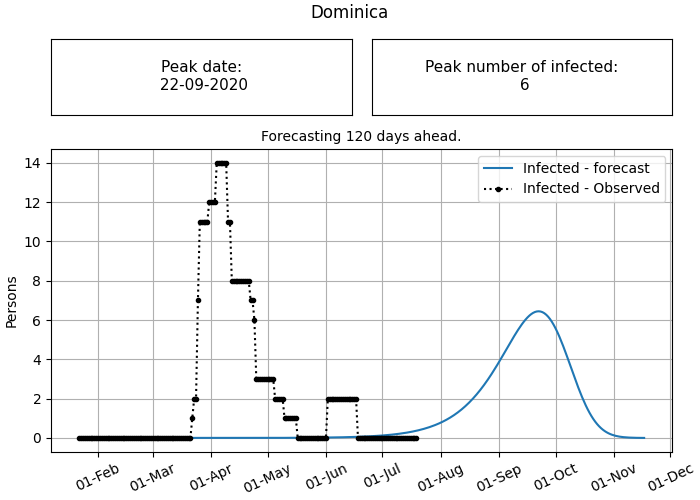 Dominica
Peak date:
22-09-2020
Peak number of infected:
6
Forecasting 120 days ahead.
Infected - forecast
Infected - Observed
Persons
14
12
10
8
6
4
2
0
01-Feb
01-Mar
01-Apr
01-May
01-Jun
01-Jul
01-Aug
01-Sep
01-Oct
01-Nov
01-Dec